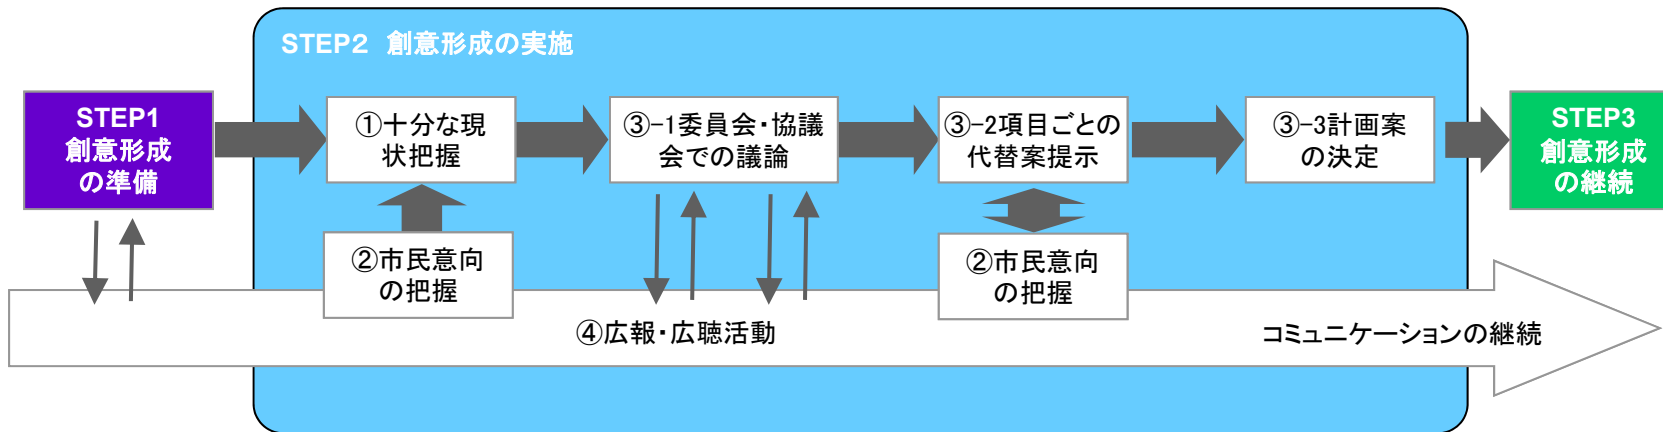 STEP2 創意形成の実施
STEP1
創意形成
の準備
①十分な現
状把握
③-1委員会・協議
会での議論
③-2項目ごとの
代替案提示
③-3計画案
の決定
STEP3
創意形成
の継続
②市民意向
の把握
②市民意向
の把握
④広報・広聴活動
コミュニケーションの継続